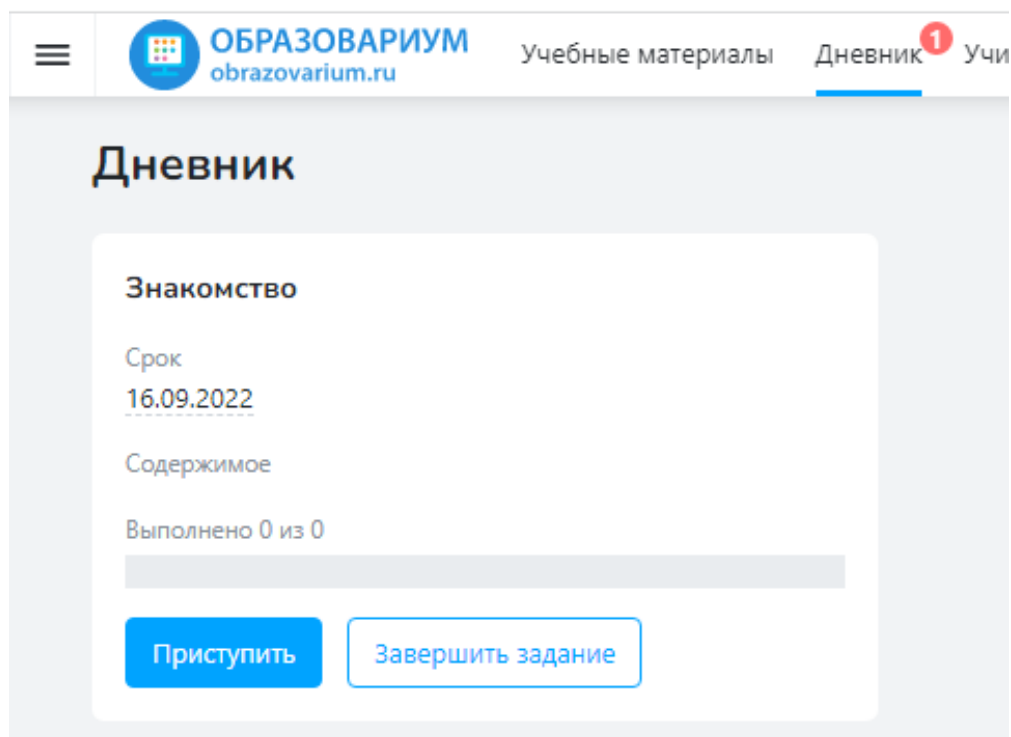 ОБРАЗОВАРИУМ
obrazovarium.ru
Учебные материалы Дневник 1 Учи
Дневник
Знакомство
Срок
16.09.2022
Содержимое
Выполнено 0 из 0
Приступить Завершить задание